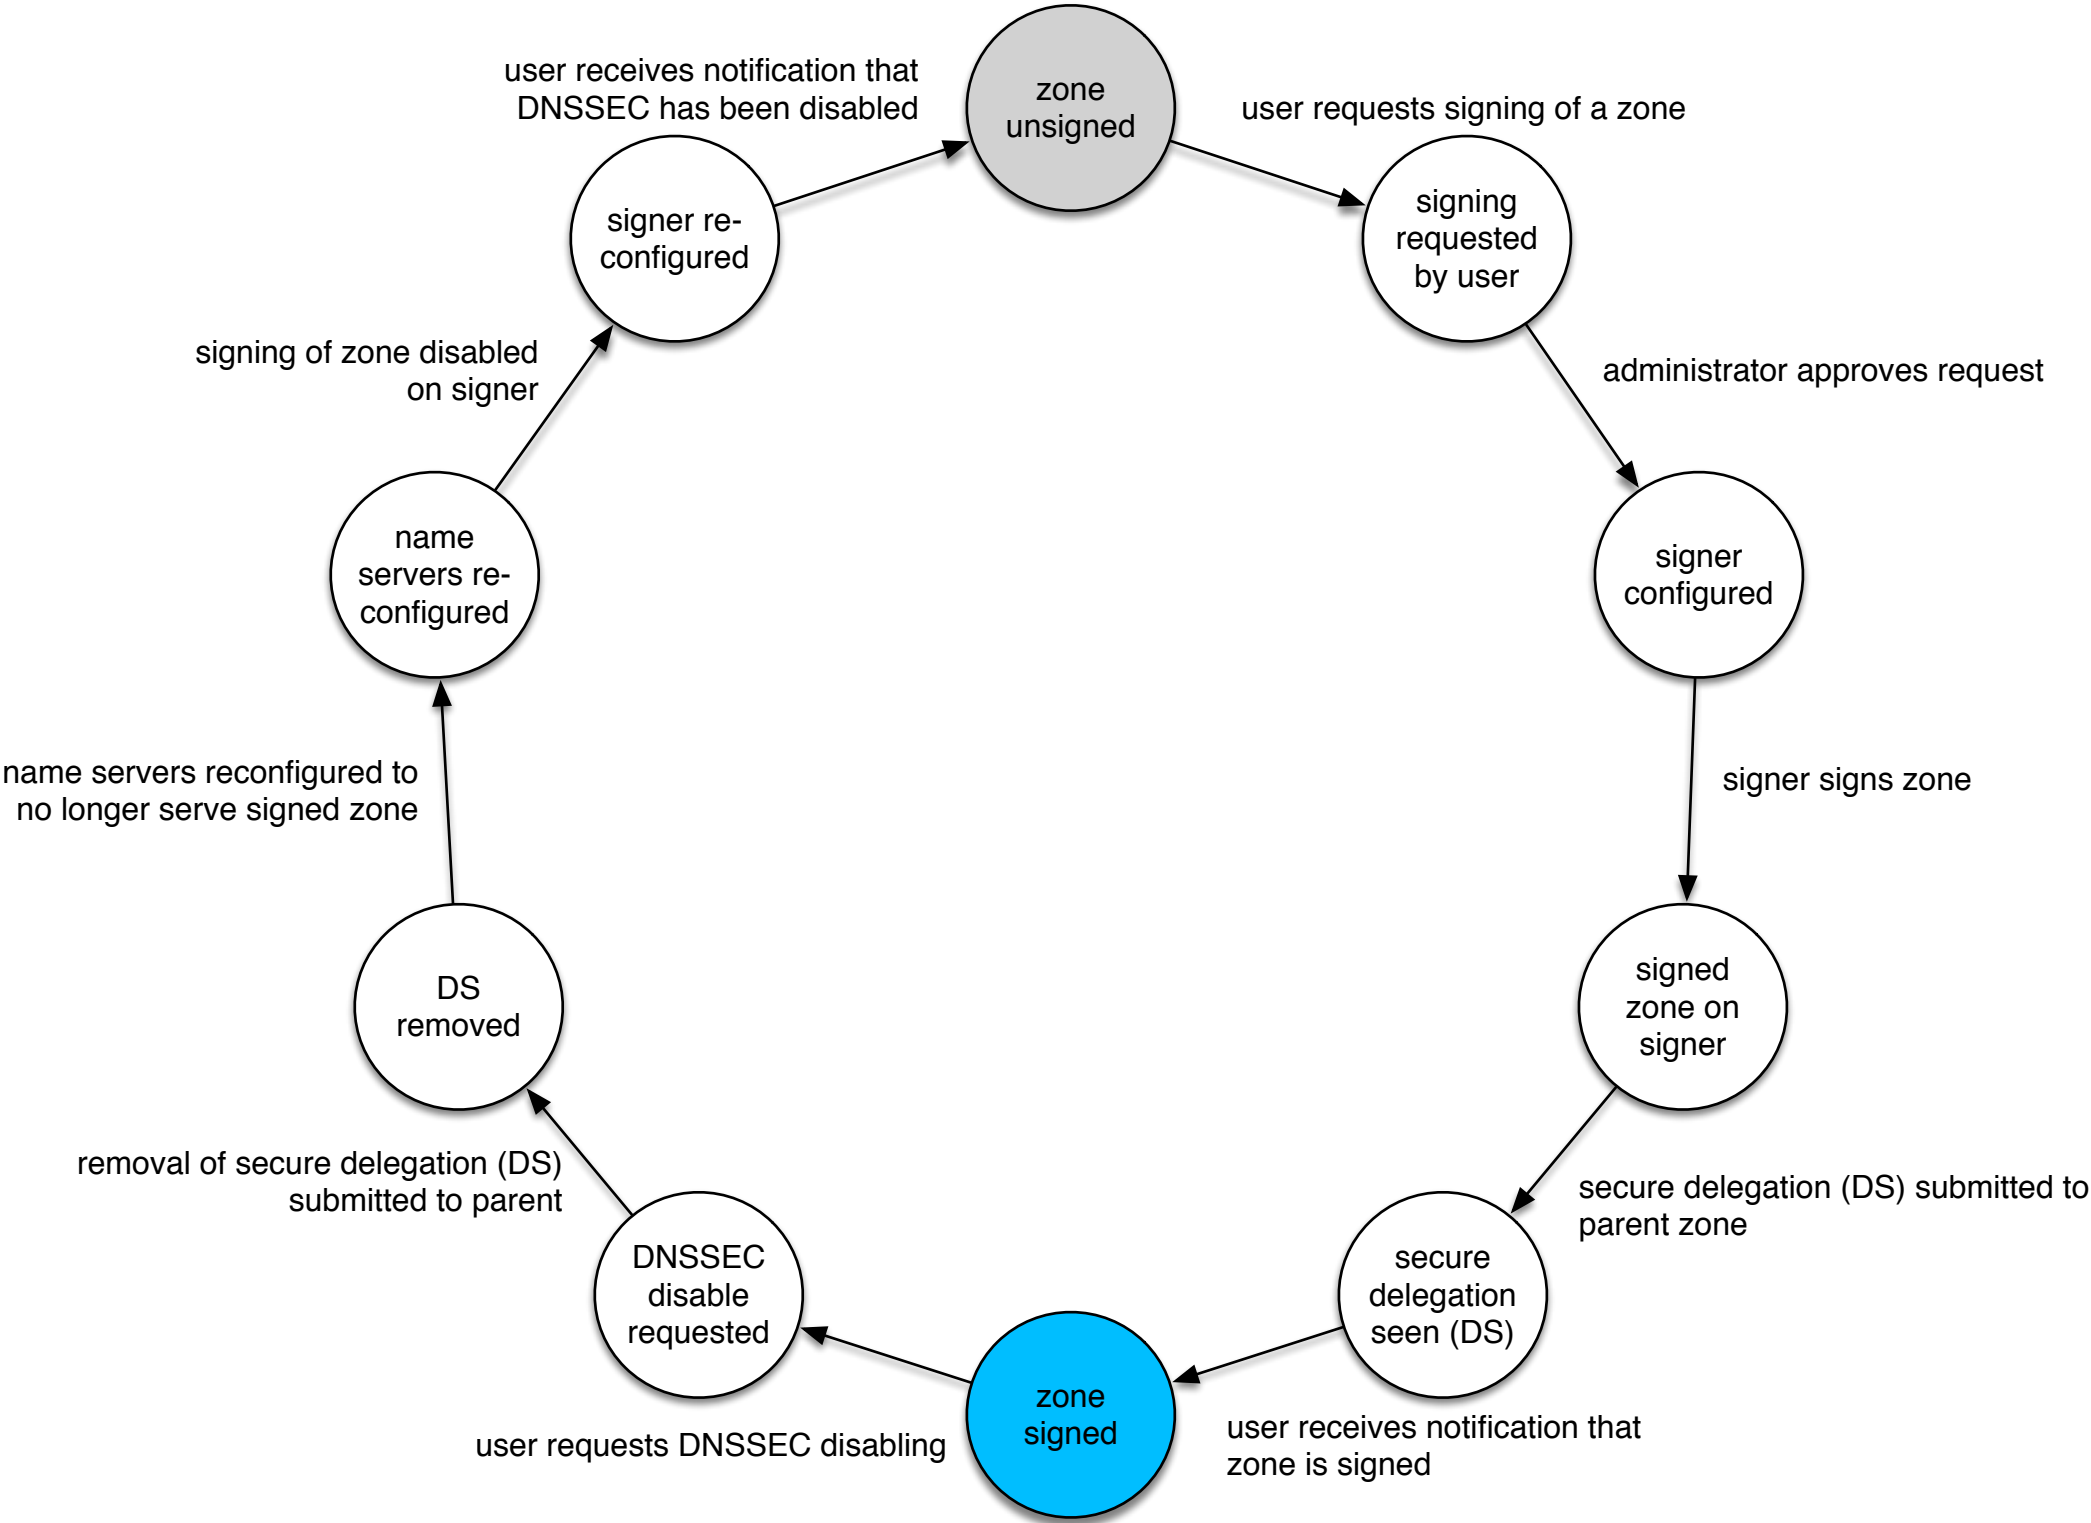 zone
unsigned
user requests signing of a zone
signing
requested
by user
administrator approves request
signer
configured
signer signs zone
signed
zone on
signer
secure delegation (DS) submitted to
parent zone
secure
delegation
seen (DS)
user receives notification that
zone is signed
zone
signed
user requests DNSSEC disabling
DNSSEC
disable
requested
removal of secure delegation (DS)
submitted to parent
DS
removed
name servers reconfigured to
no longer serve signed zone
name
servers re-
configured
signing of zone disabled
on signer
signer re-
configured
user receives notification that
DNSSEC has been disabled